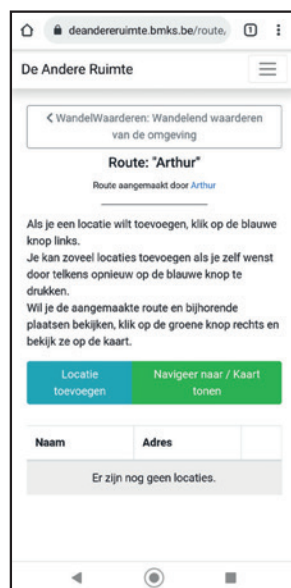 deandereruimte.bmks.be/route, 1
De Andere Ruimte
WandelWaarderen: Wandelend waarderen
van de omgeving
Route: "Arthur"
Route aangemaakt door Arthur
Als je een locatie wilt toevoegen, klik op de blauwe
knop links.
Je kan zoveel locaties toevoegen als je zelf wenst
door telkens opnieuw op de blauwe knop te
drukken.
Wil je de aangemaakte route en bijhorende
plaatsen bekijken, klik op de groene knop rechts en
bekijk ze op de kaart.
Locatie
toevoegen
Navigeer naar / Kaart
tonen
Naam Adres
Er zijn nog geen locaties.